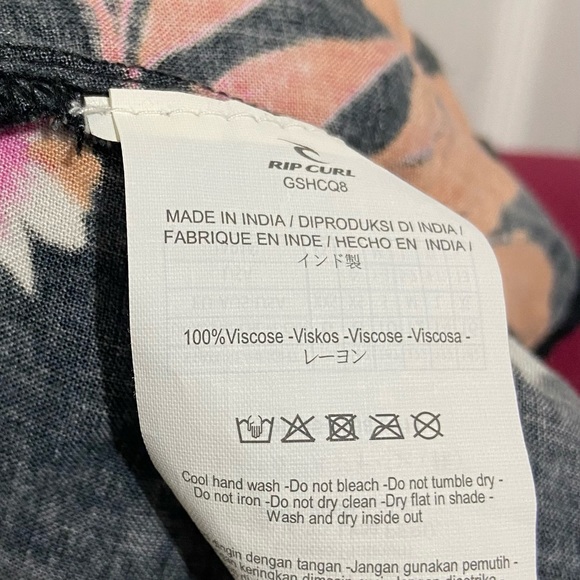 RIP CURL
GSHCQ8
MADE IN INDIA / DIPRODUKSI DI INDIA /
FABRIQUE EN INDE / HECHO EN INDIA /
インド製
100%Viscose -Viskos -Viscose -Viscosa -
レーヨン
Cool hand wash -Do not bleach -Do not tumble dry -
Do not iron -Do not dry clean -Dry flat in shade -
Wash and dry inside out
dengan tangan -Jangan gunakan pemutih -
keringkan